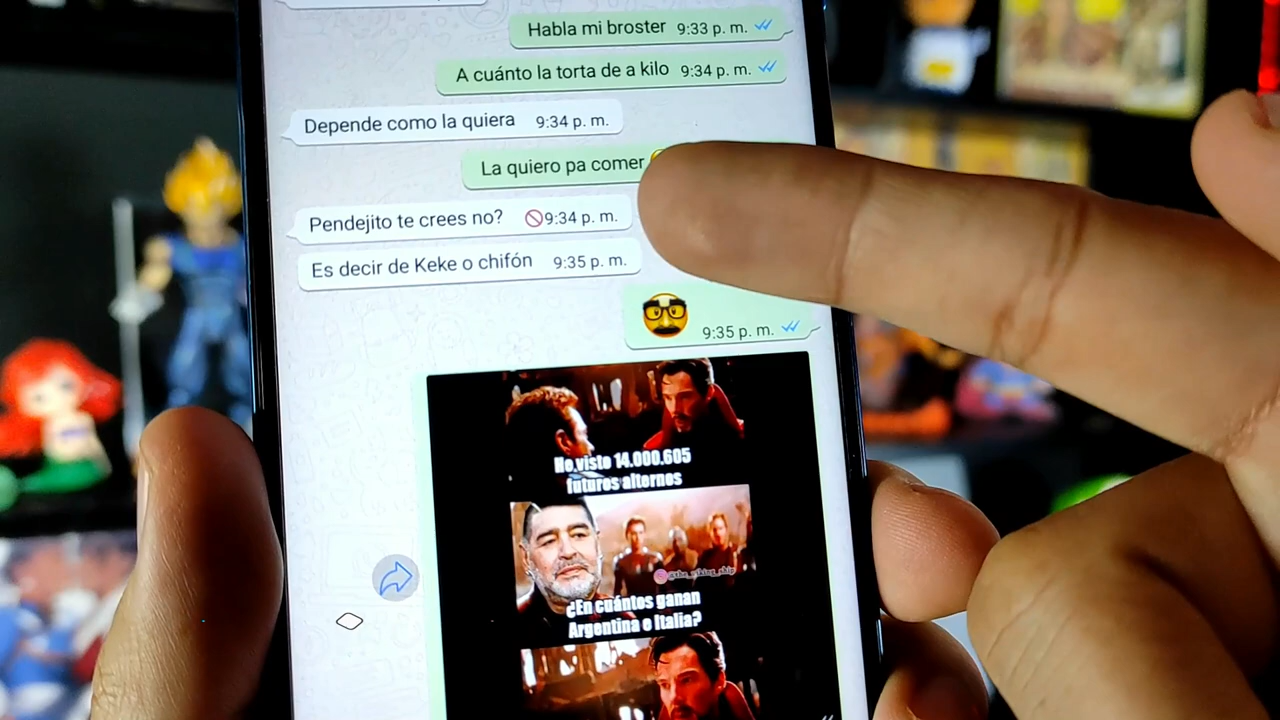 Habla mi broster 9:33 p. m.
A cuánto la torta de a kilo 9:34 p. m.
Depende como la quiera 9:34 p. m.
La quiero pa comer
Pendejito te crees no? 9:34 p. m.
Es decir de Keke o chifón 9:35 p. m.
9:35 p. m.
He visto 14.000.605
futuros alternos
¿En cuántos ganan
Argentina e Italia?